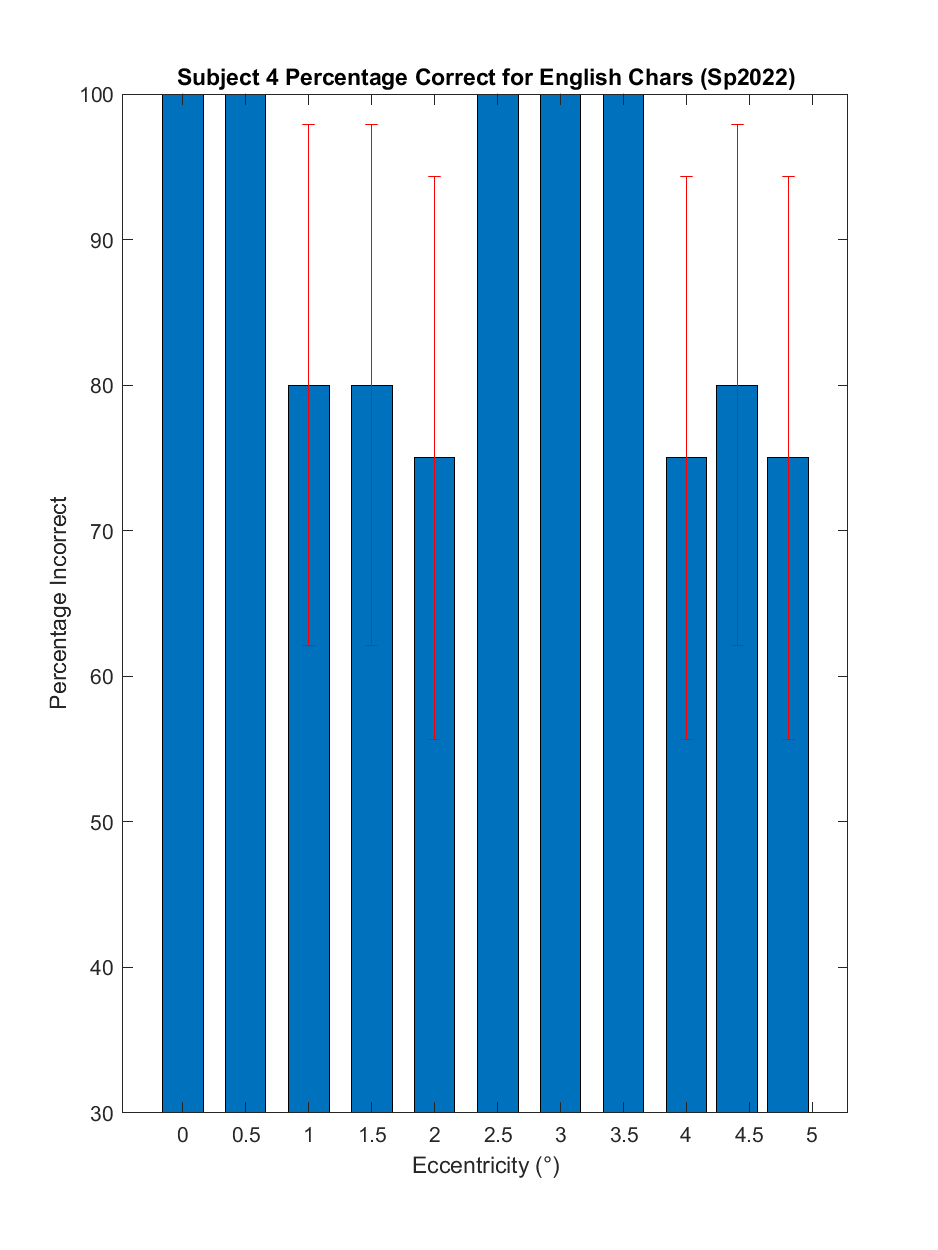 Subject 4 Percentage Correct for English Chars (Sp2022)
100
90
80
70
60
50
40
30
Percentage Incorrect
0 0.5 1 1.5 2 2.5 3 3.5 4 4.5 5
Eccentricity (°)